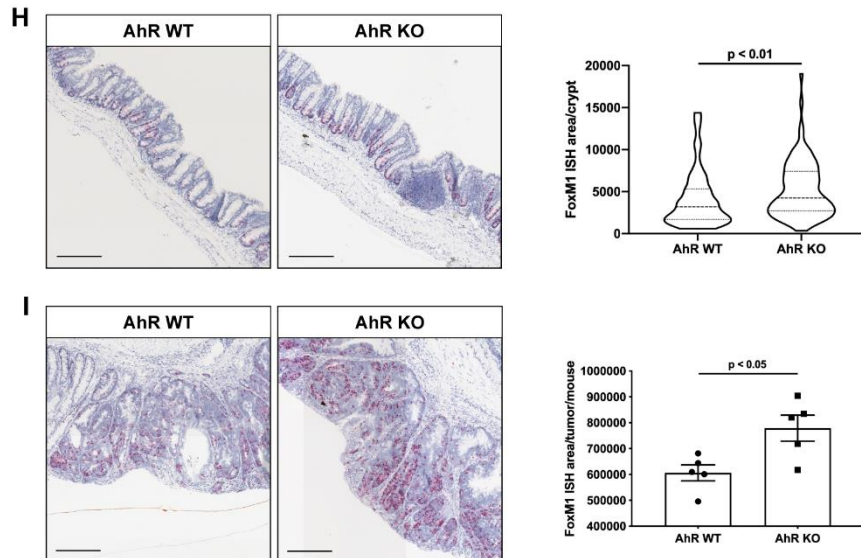 H
AhR WT
AhR KO
p < 0.01
FoxM1 ISH area/crypt
20000
15000
10000
5000
0
AhR WT
AhR KO
I
AhR WT
AhR KO
p < 0.05
FoxM1 ISH area/tumor/mouse
1000000
900000
800000
700000
600000
500000
400000
AhR WT
AhR KO